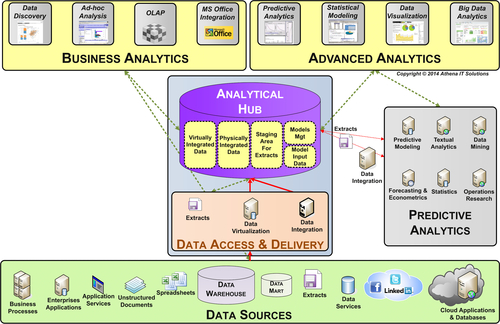 Data
Discovery
Ad-hoc
Analysis
OLAP
MS Office
Integration
Office
BUSINESS ANALYTICS
Predictive
Analytics
Statistical
Modeling
Data
Visualization
Big Data
Analytics
ADVANCED ANALYTICS
Copyright © 2014 Athena IT Solutions
ANALYTICAL
HUB
Virtually
Integrated
Data
Physically
Integrated
Data
Staging
Area
For
Extracts
Models
Mgt
Model
Input
Data
Extracts
Data
Integration
Predictive
Modeling
Textual
Analytics
Data
Mining
Forecasting &
Econometrics
Statistics
Operations
Research
PREDICTIVE
ANALYTICS
Extracts
Data
Virtualization
Data
Integration
DATA ACCESS & DELIVERY
Business
Processes
Enterprises
Applications
Application
Services
Unstructured
Documents
Spreadsheets
DATA
WAREHOUSE
DATA
MART
Extracts
Data
Services
f
Linked in
Cloud Applications
& Databases
DATA SOURCES